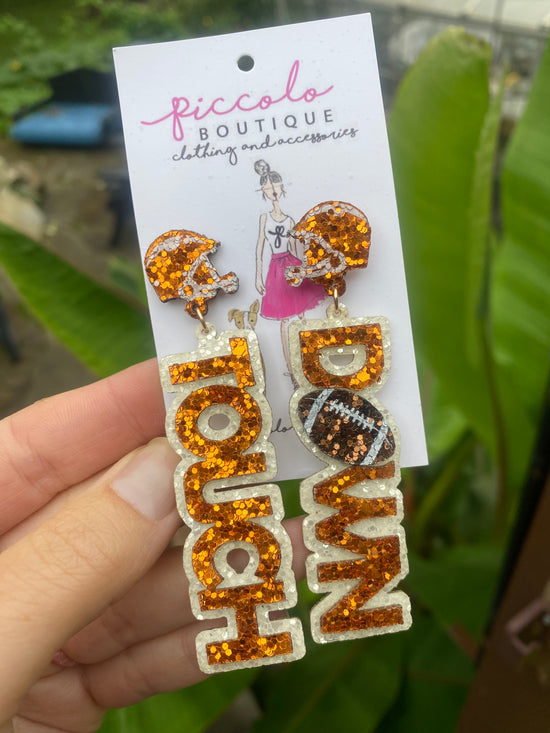 piccolo
BOUTIQUE
clothing and accessories
TOUCH
DOWN